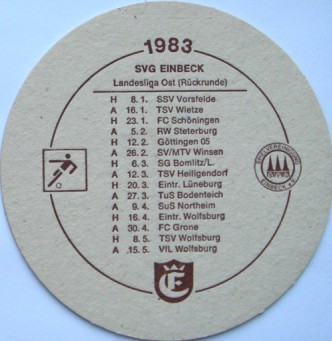 1983
SVG EINBECK
Landesliga Ost (Rückrunde)
H 8. 1. SSV Vorsfelde
A 16. 1. TSV Wietze
H 23. 1. FC Schöningen
A 5. 2. RW Steterburg
H 12. 2. Göttingen 05
A 26. 2. SV/MTV Winsen
H 6. 3. SG Bomlitz/L.
A 12. 3. TSV Heiligendorf
H 20. 3. Eintr. Lüneburg
A 27. 3. TuS Bodenteich
A 9. 4. SuS Northeim
H 16. 4. Eintr. Wolfsburg
A 30. 4. FC Grone
H 8. 5. TSV Wolfsburg
A 15. 5. VfL Wolfsburg
SPIELVEREINIGUNG
EINBECK
E